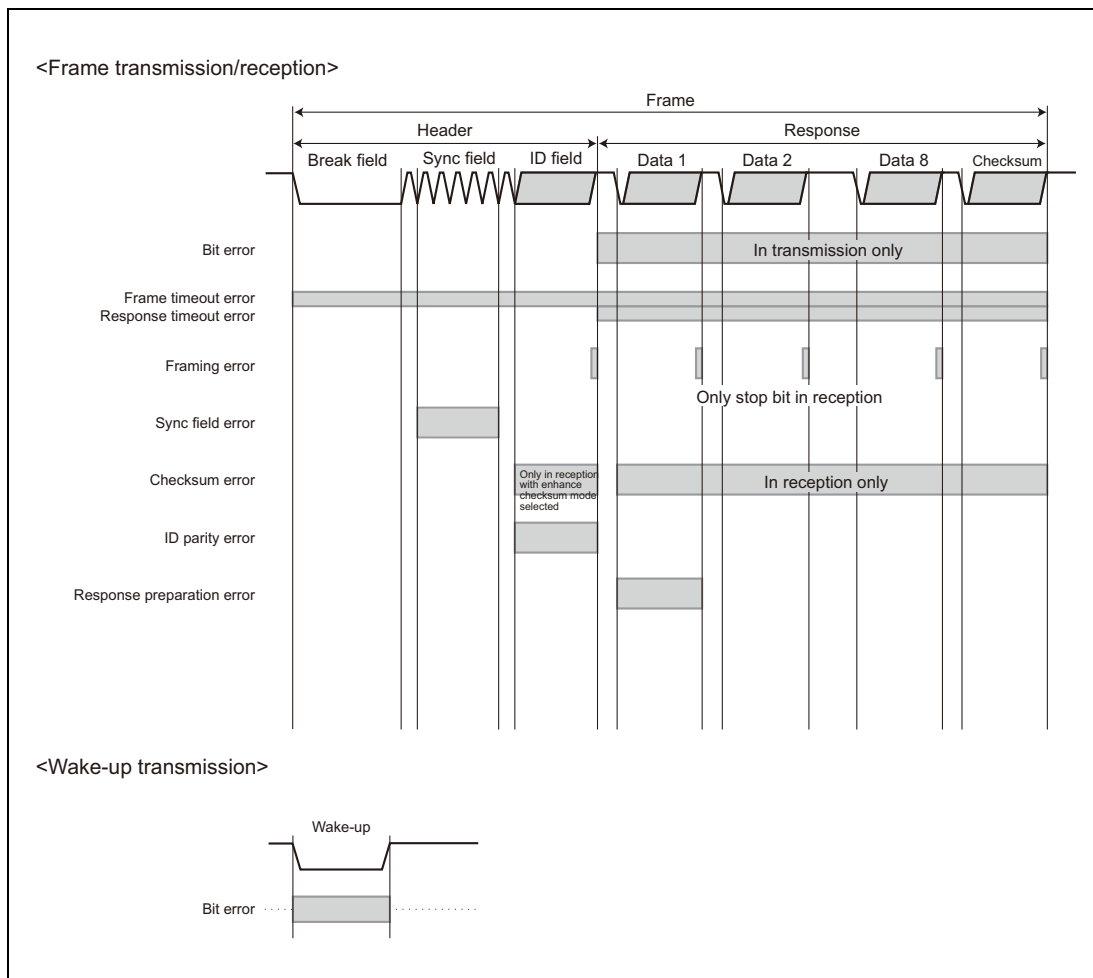 <Frame transmission/reception>
Frame
Header
Response
Break field
Sync field
ID field
Data 1
Data 2
Data 8
Checksum
Bit error
In transmission only
Frame timeout error
Response timeout error
Framing error
Only stop bit in reception
Sync field error
Checksum error
Only in reception
with enhance
checksum mode
selected
In reception only
ID parity error
Response preparation error
<Wake-up transmission>
Wake-up
Bit error